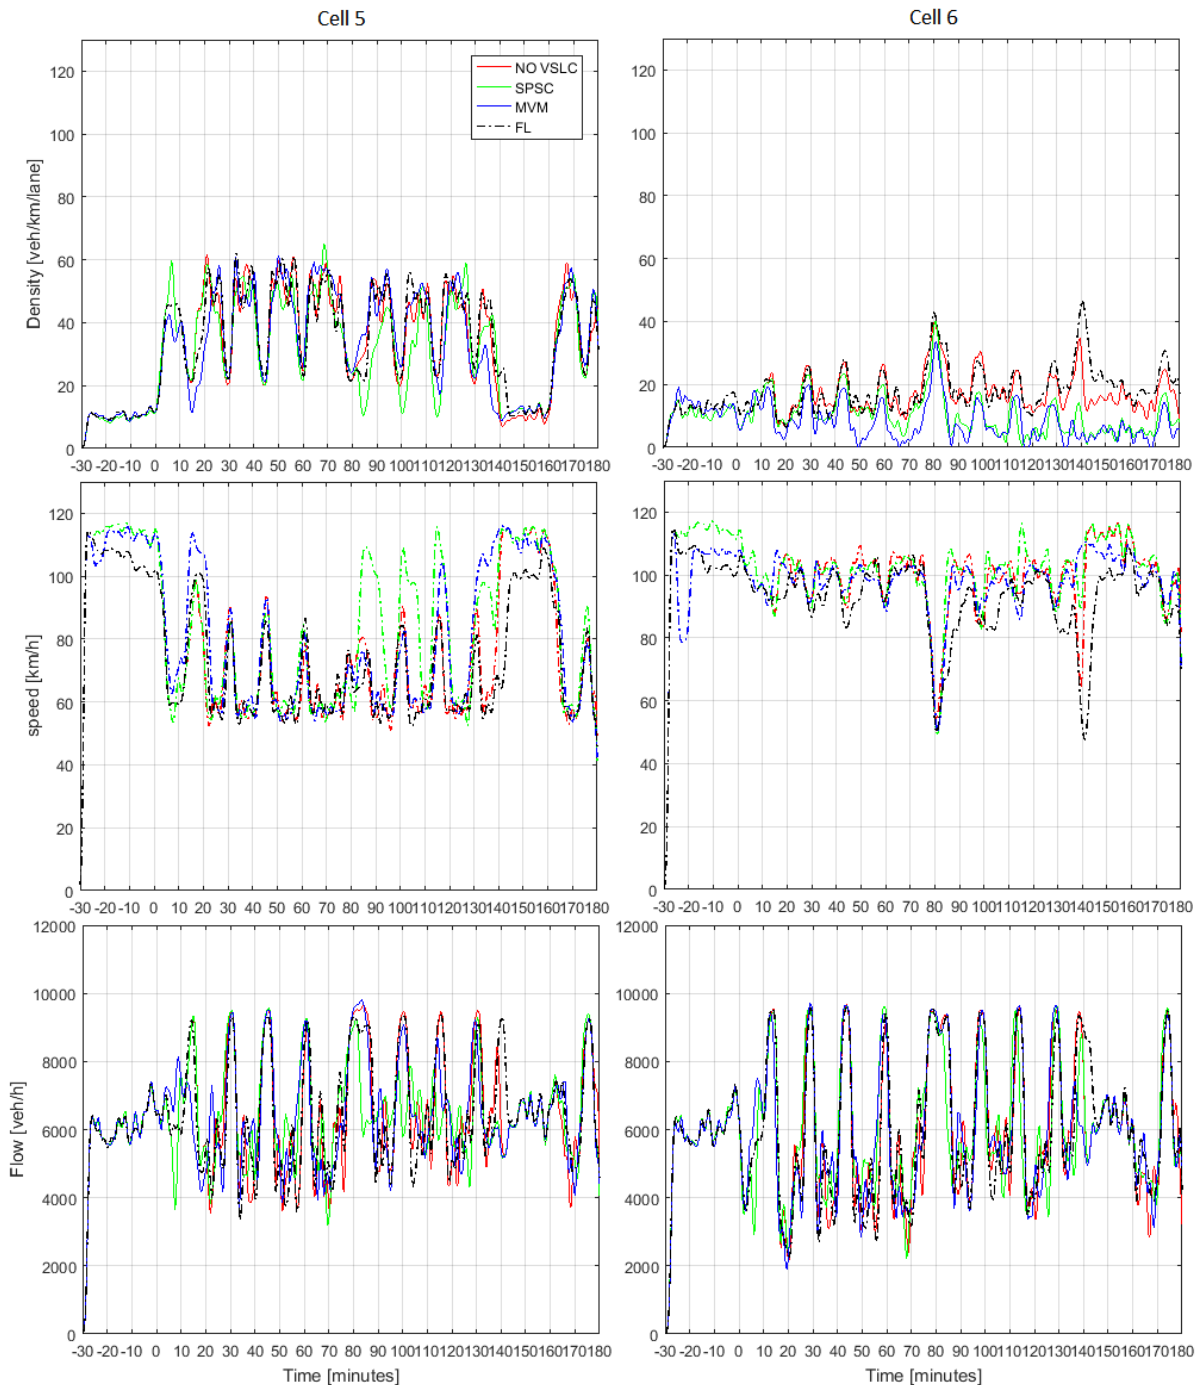 Cell 5
Cell 6
120
100
80
60
40
20
0
Density [veh/km/lane]
NO VSLC
SPSC
MVM
FL
-30 -20 -10 0 10 20 30 40 50 60 70 80 90 100 110 120 130 140 150 160 170 180
120
100
80
60
40
20
0
-30 -20 -10 0 10 20 30 40 50 60 70 80 90 100 110 120 130 140 150 160 170 180
120
100
80
60
40
20
0
speed [km/h]
-30 -20 -10 0 10 20 30 40 50 60 70 80 90 100 110 120 130 140 150 160 170 180
120
100
80
60
40
20
0
-30 -20 -10 0 10 20 30 40 50 60 70 80 90 100 110 120 130 140 150 160 170 180
12000
10000
8000
6000
4000
2000
0
Flow [veh/h]
-30 -20 -10 0 10 20 30 40 50 60 70 80 90 100 110 120 130 140 150 160 170 180
Time [minutes]
12000
10000
8000
6000
4000
2000
0
-30 -20 -10 0 10 20 30 40 50 60 70 80 90 100 110 120 130 140 150 160 170 180
Time [minutes]